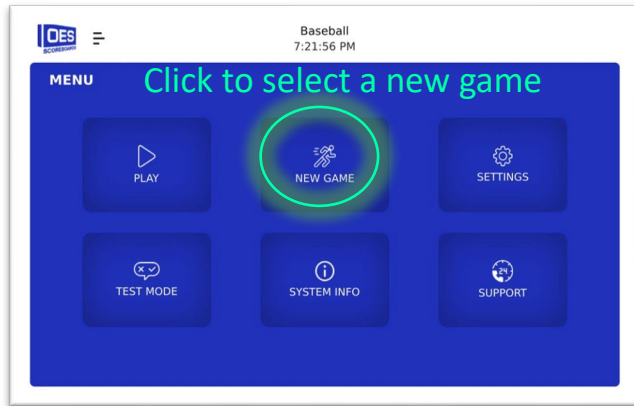 OES
SCOREBOARDS
Baseball
7:21:56 PM
MENU
Click to select a new game
PLAY
NEW GAME
SETTINGS
TEST MODE
SYSTEM INFO
24
SUPPORT